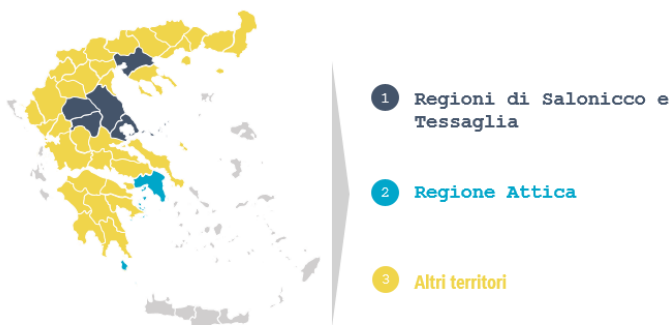 1 Regioni di Salonicco e
Tessaglia
2 Regione Attica
3 Altri territori